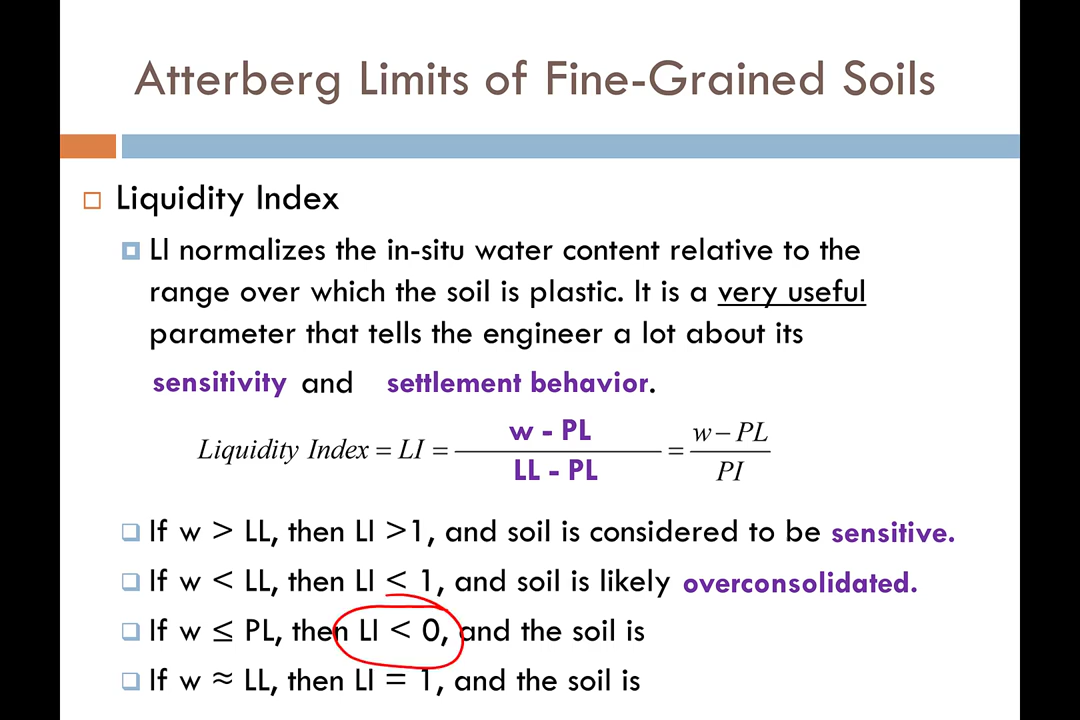 Atterberg Limits of Fine-Grained Soils
Liquidity Index
LI normalizes the in-situ water content relative to the
range over which the soil is plastic. It is a very useful
parameter that tells the engineer a lot about its
sensitivity and settlement behavior.
Liquidity Index = LI = w - PL / LL - PL = w – PL / PI
If w > LL, then LI >1, and soil is considered to be sensitive.
If w < LL, then LI < 1, and soil is likely overconsolidated.
If w ≤ PL, then LI < 0, and the soil is
If w ≈ LL, then LI = 1, and the soil is